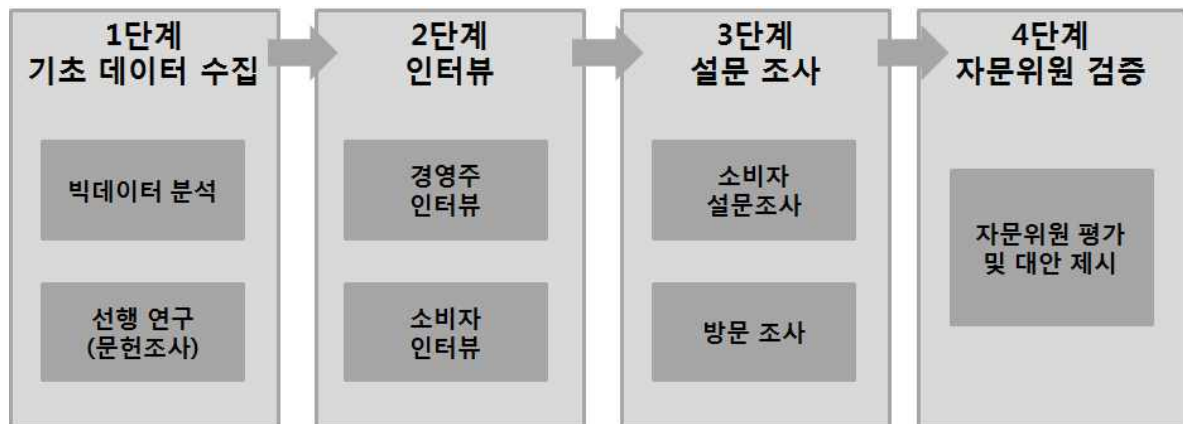 1단계
기초 데이터 수집
빅데이터 분석
선행 연구
(문헌조사)
2단계
인터뷰
경영주
인터뷰
소비자
인터뷰
3단계
설문 조사
소비자
설문조사
방문 조사
4단계
자문위원 검증
자문위원 평가
및 대안 제시